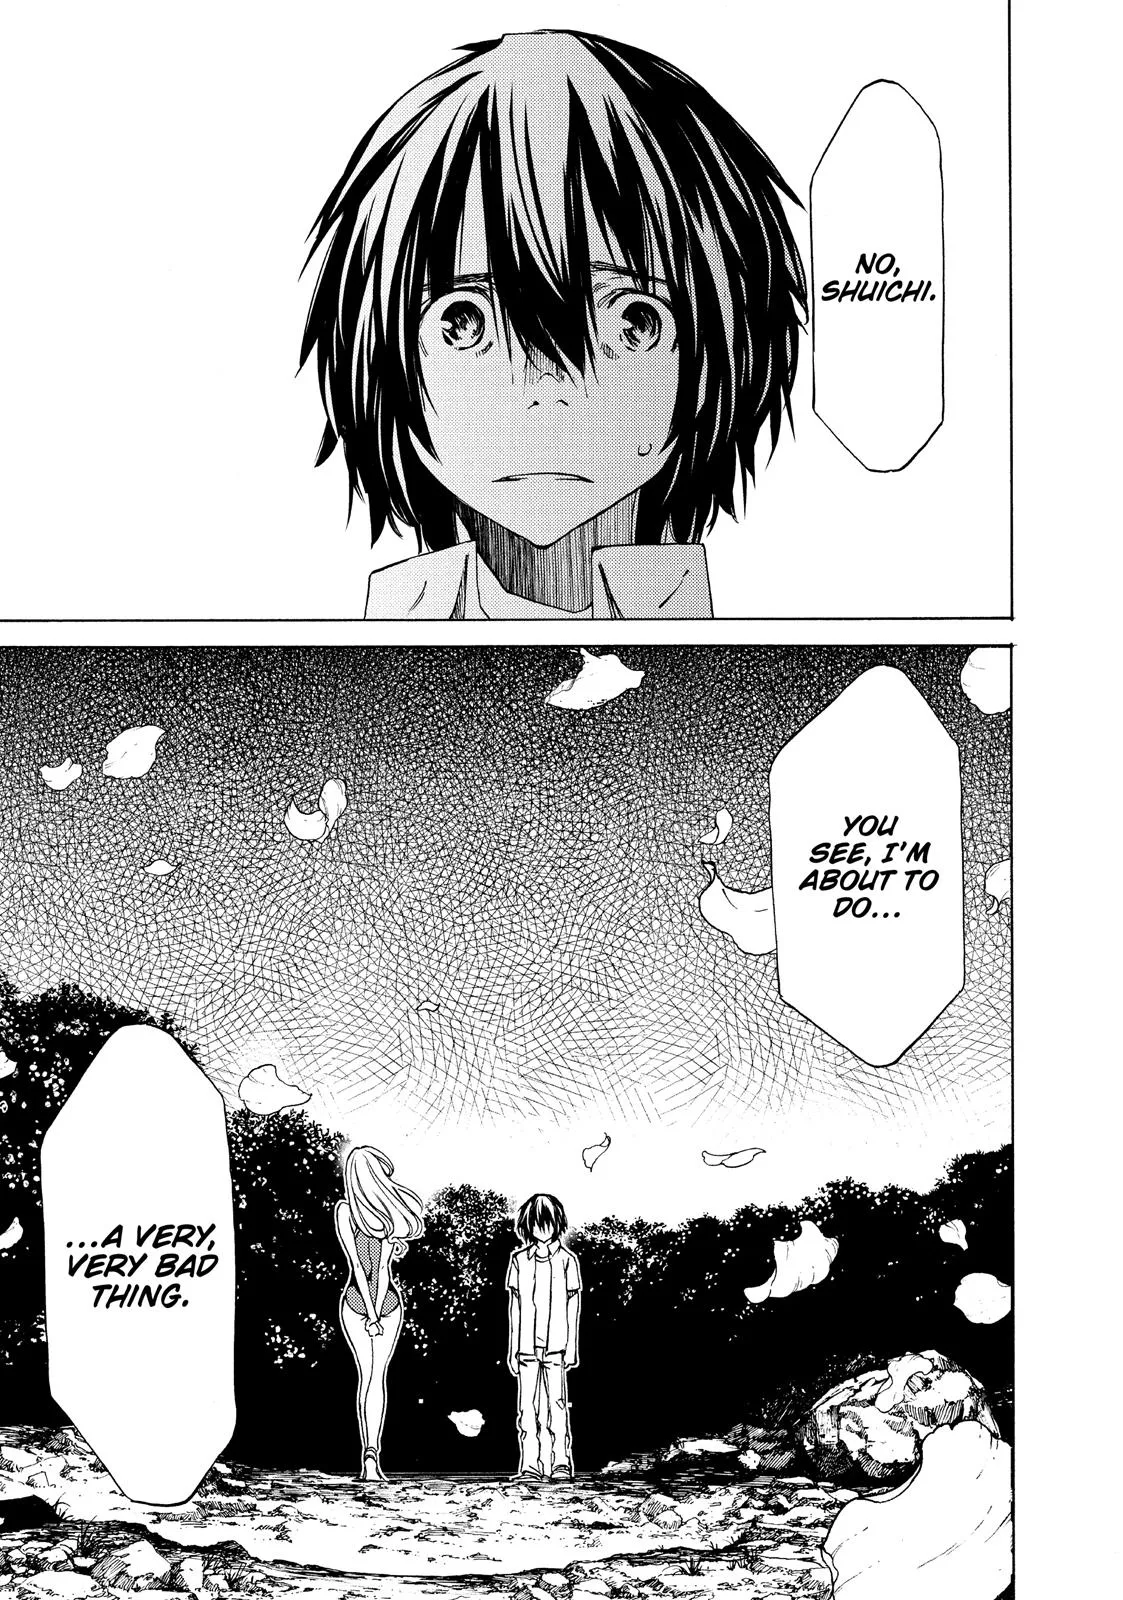 NO,
SHUICHI.
YOU
SEE, I'M
ABOUT TO
DO...
...A VERY,
VERY BAD
THING.